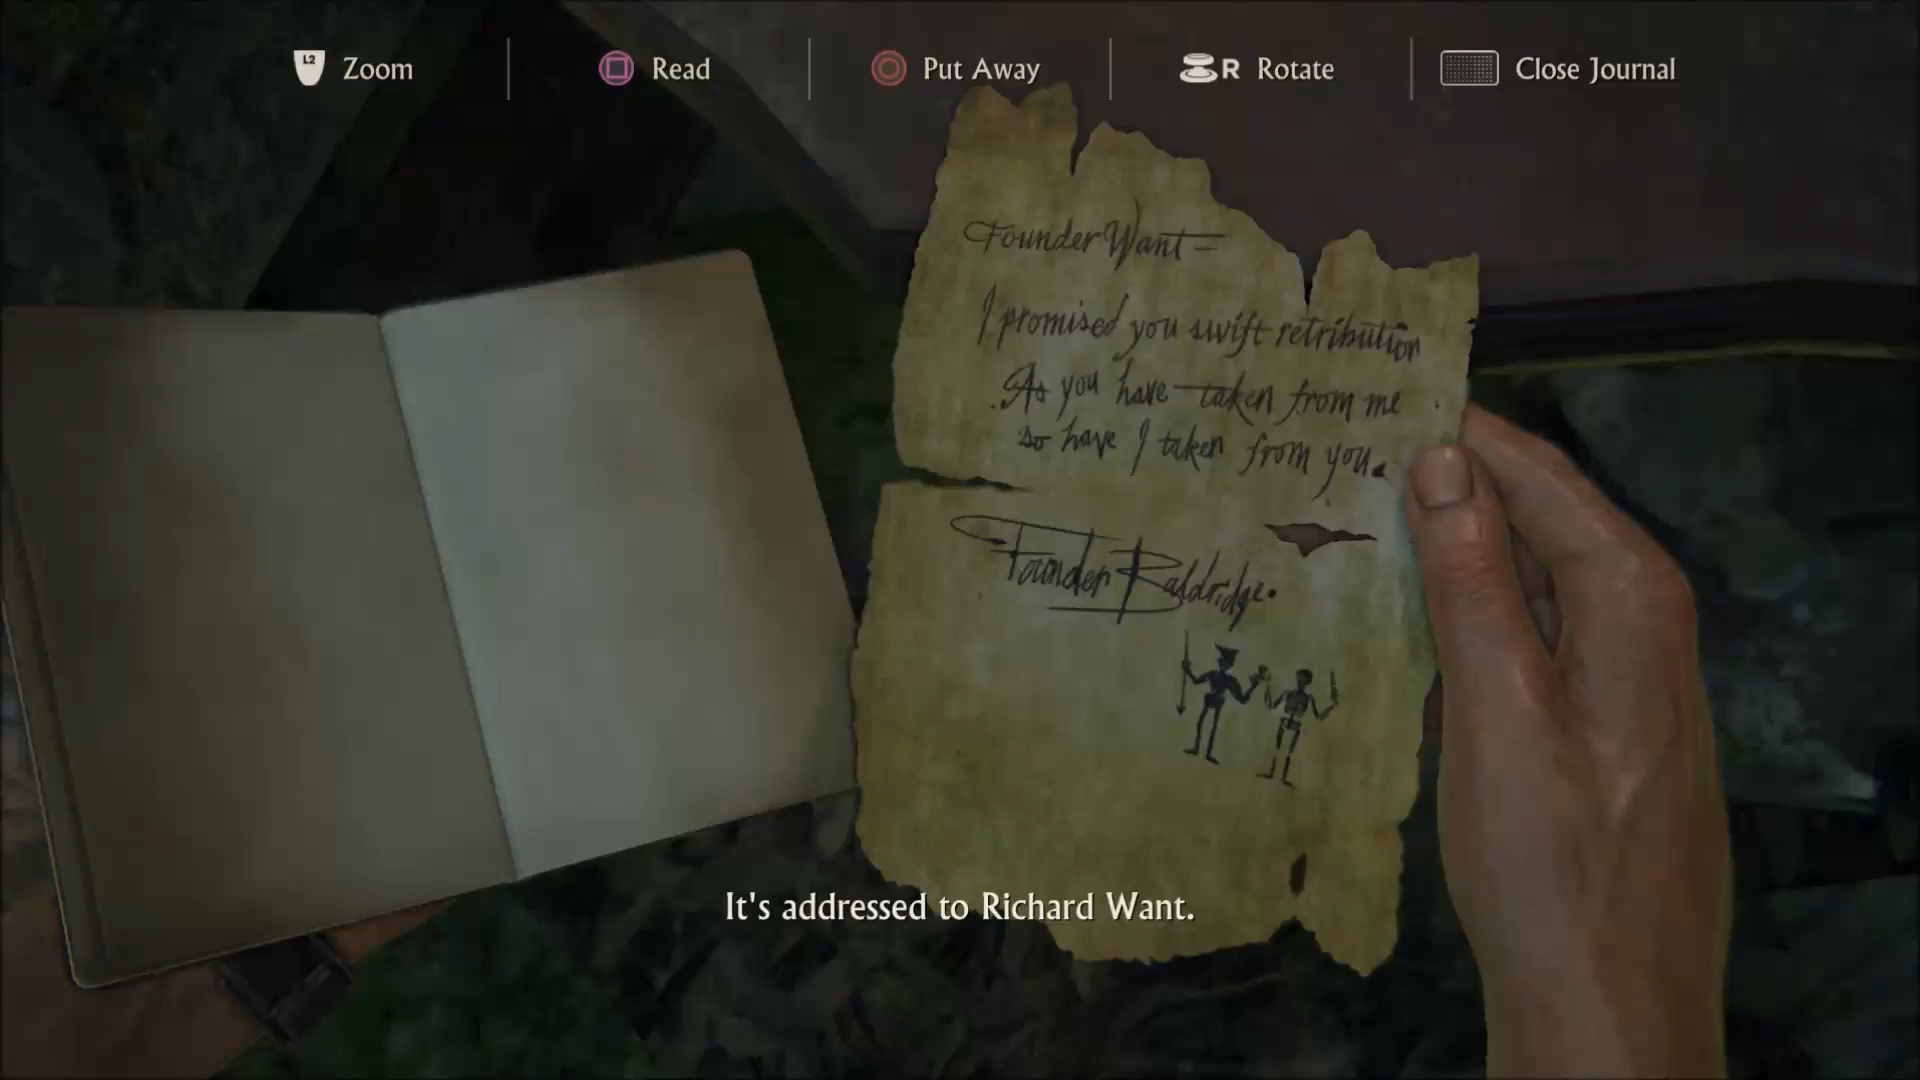 L2 Zoom
Read
Put Away
R Rotate
Close Journal
Founder Want -
I promised you swift retribution
As you have taken from me
so have I taken from you.
Founder Baldridge.
It's addressed to Richard Want.